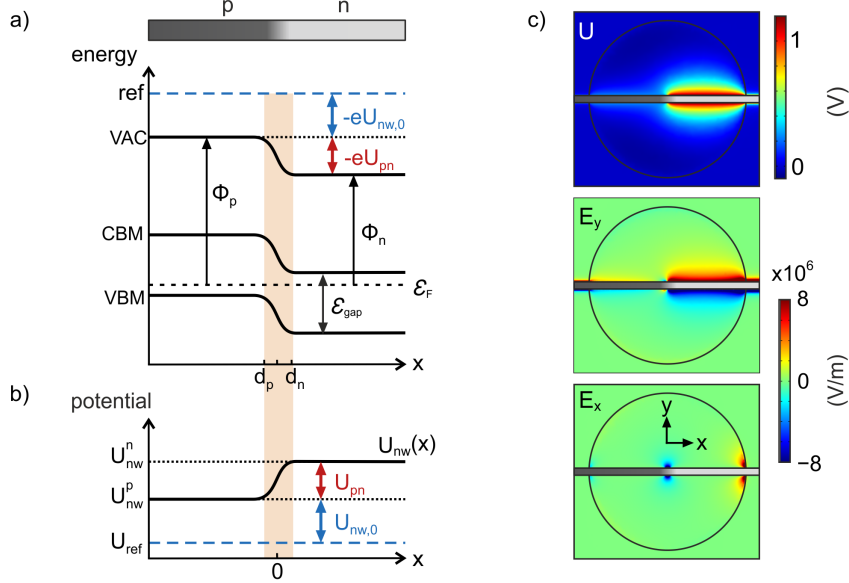 a)
p n
energy
ref
-eU_nw,0
VAC
-eU_pn
Φ_p
Φ_n
CBM
ℰ_F
VBM
ℰ_gap
x
d_p d_n
b)
potential
U_nw^n
U_nw(x)
U_pn
U_nw^p
U_nw,0
U_ref
x
0
c)
U
1
(V)
0
E_y
x10^6
8
0
(V/m)
−8
E_x
y
x